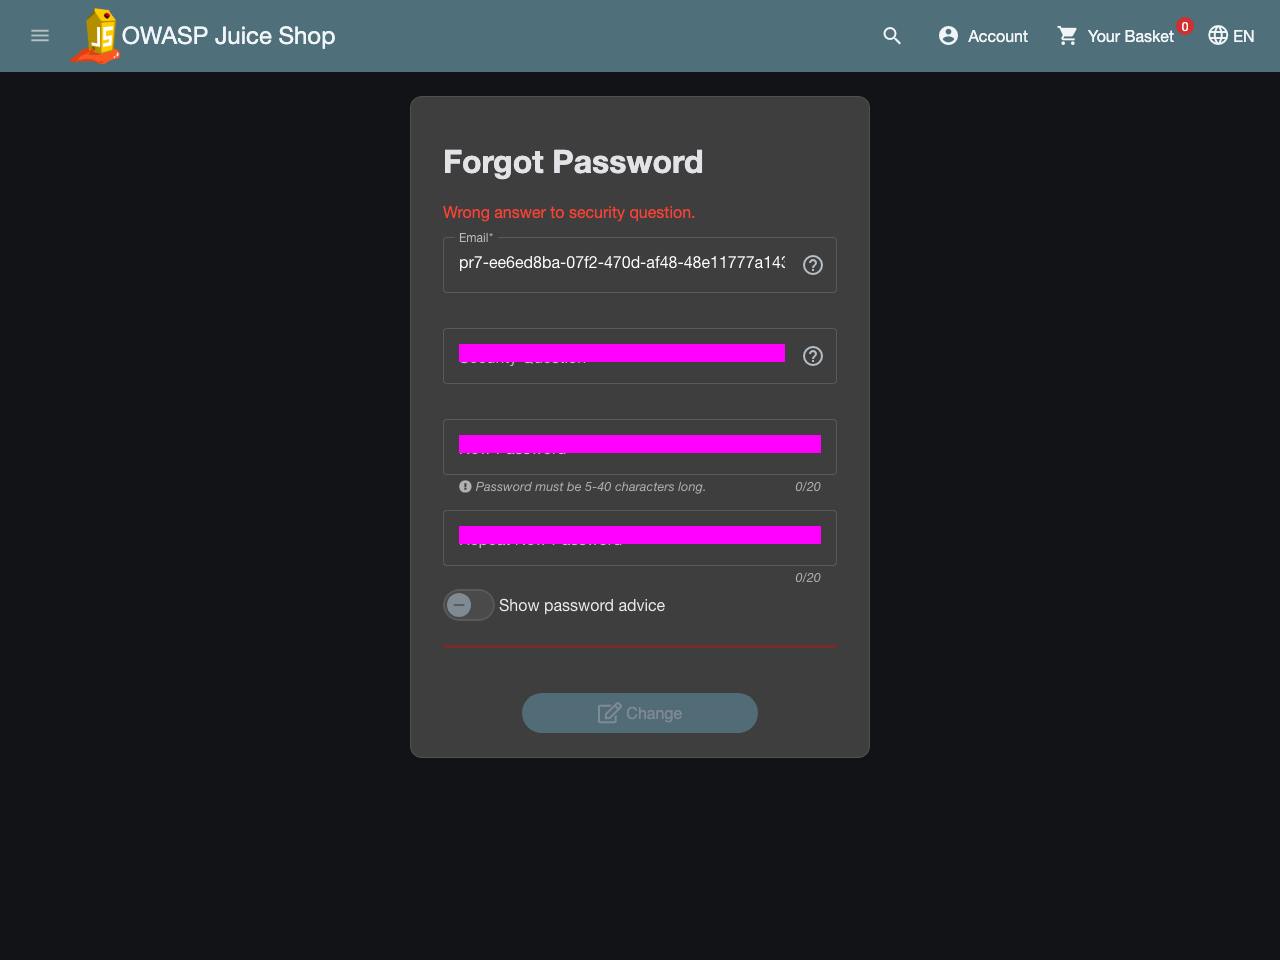 OWASP Juice Shop
Account
Your Basket
0
EN
Forgot Password
Wrong answer to security question.
Email*
pr7-ee6ed8ba-07f2-470d-af48-48e11777a143
Password must be 5-40 characters long.
0/20
0/20
Show password advice
Change